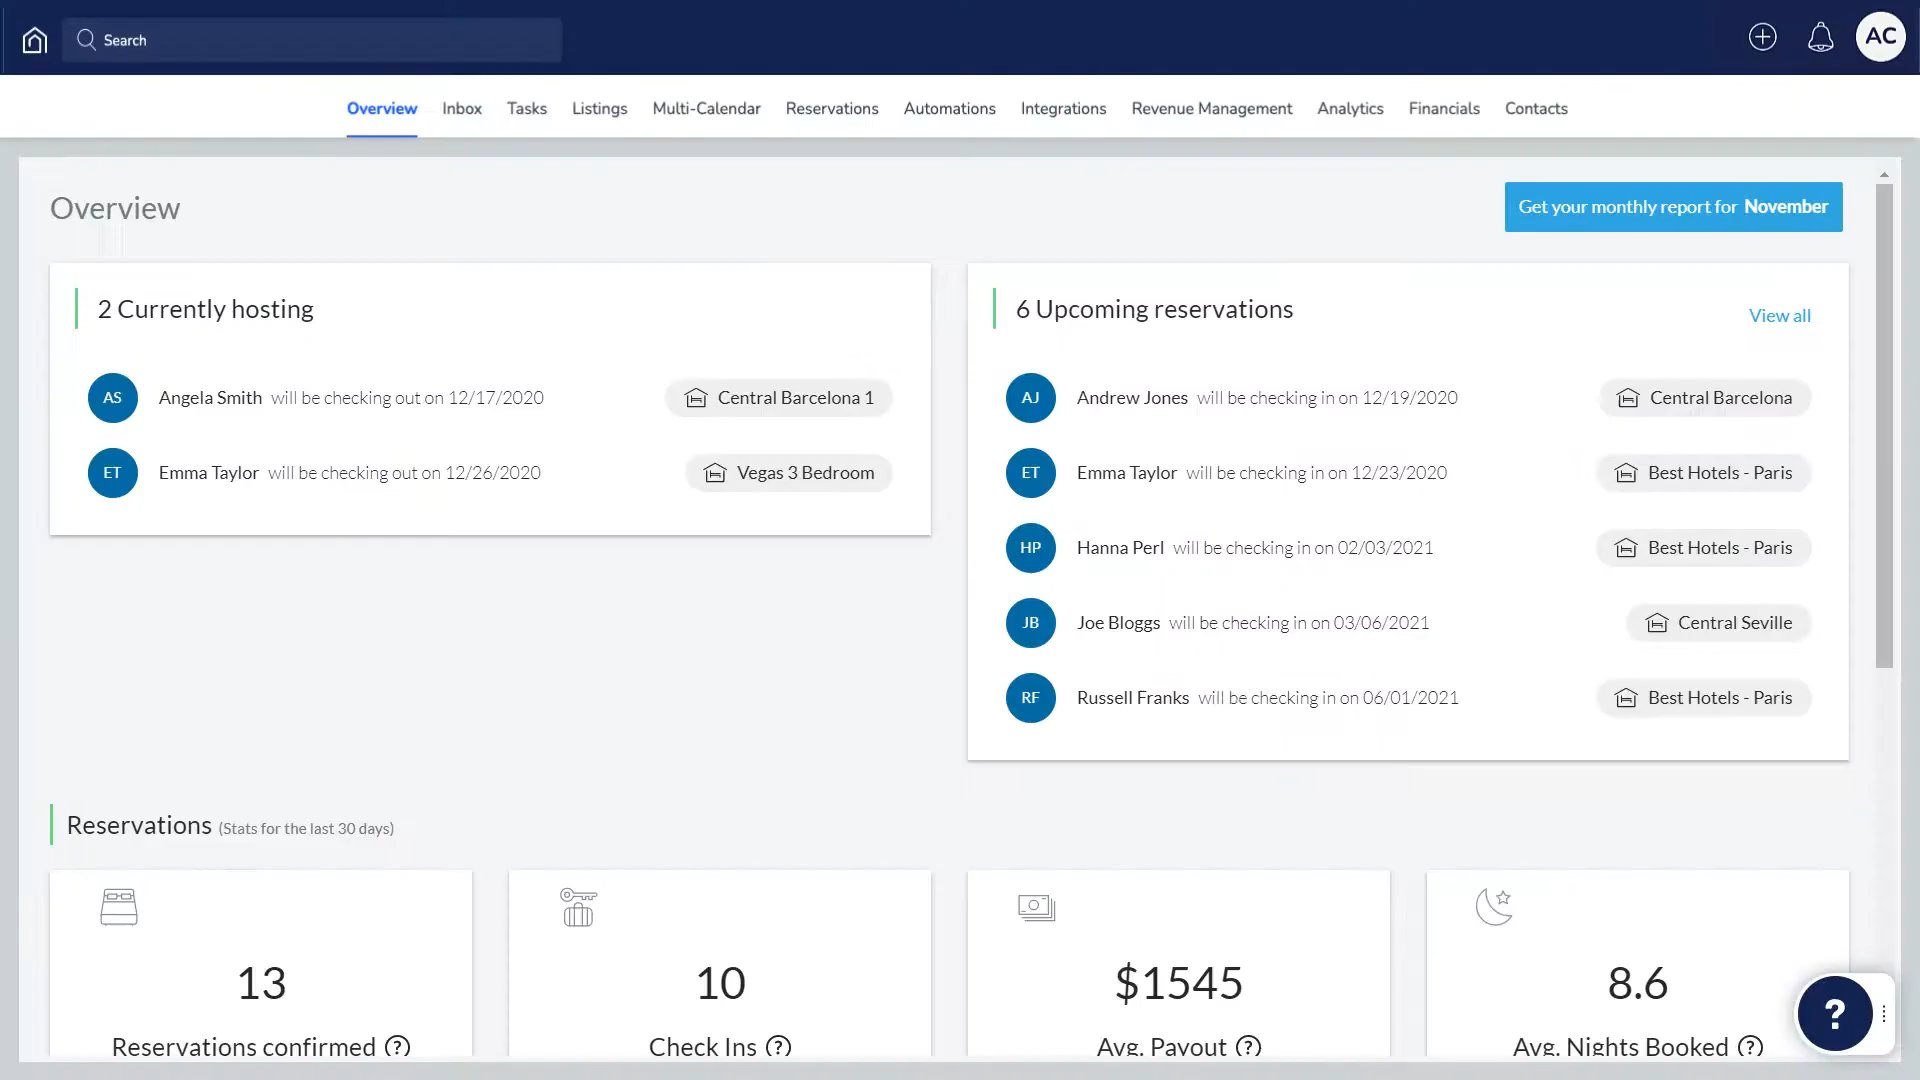 Search
AC
Overview Inbox Tasks Listings Multi-Calendar Reservations Automations Integrations Revenue Management Analytics Financials Contacts
Overview
Get your monthly report for November
2 Currently hosting
AS Angela Smith will be checking out on 12/17/2020 Central Barcelona 1
ET Emma Taylor will be checking out on 12/26/2020 Vegas 3 Bedroom
6 Upcoming reservations
View all
AJ Andrew Jones will be checking in on 12/19/2020 Central Barcelona
ET Emma Taylor will be checking in on 12/23/2020 Best Hotels - Paris
HP Hanna Perl will be checking in on 02/03/2021 Best Hotels - Paris
JB Joe Bloggs will be checking in on 03/06/2021 Central Seville
RF Russell Franks will be checking in on 06/01/2021 Best Hotels - Paris
Reservations (Stats for the last 30 days)
13
Reservations confirmed ?
10
Check Ins ?
$1545
Avg. Payout ?
8.6
Avg. Nights Booked ?
?